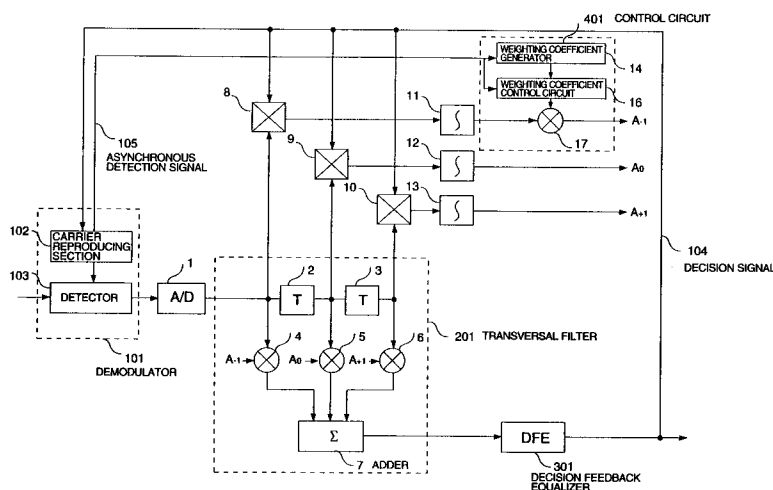 401 CONTROL CIRCUIT
WEIGHTING COEFFICIENT
GENERATOR
14
WEIGHTING COEFFICIENT
CONTROL CIRCUIT
16
8
11
∫
A-1
17
105
ASYNCHRONOUS
DETECTION SIGNAL
9
12
∫
A0
10
13
∫
A+1
102
CARRIER
REPRODUCING
SECTION
104
DECISION SIGNAL
103
DETECTOR
1
A/D
2
T
3
T
101
DEMODULATOR
201 TRANSVERSAL FILTER
A-1
4
A0
5
A+1
6
Σ
7 ADDER
DFE
301
DECISION FEEDBACK
EQUALIZER